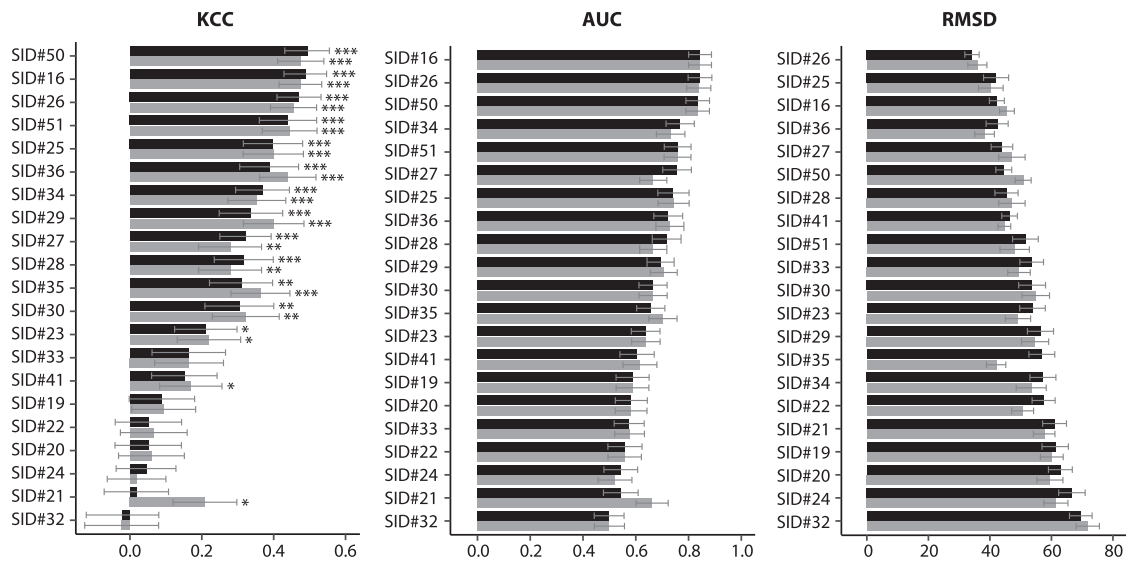 KCC
SID#50 ***
***
SID#16 ***
***
SID#26 ***
***
SID#51 ***
***
SID#25 ***
***
SID#36 ***
***
SID#34 ***
***
SID#29 ***
***
SID#27 ***
**
SID#28 ***
**
SID#35 **
***
SID#30 **
**
SID#23 *
*
SID#33
SID#41
*
SID#19
SID#22
SID#20
SID#24
SID#21
*
SID#32
0.0 0.2 0.4 0.6
AUC
SID#16
SID#26
SID#50
SID#34
SID#51
SID#27
SID#25
SID#36
SID#28
SID#29
SID#30
SID#35
SID#23
SID#41
SID#19
SID#20
SID#33
SID#22
SID#24
SID#21
SID#32
0.0 0.2 0.4 0.6 0.8 1.0
RMSD
SID#26
SID#25
SID#16
SID#36
SID#27
SID#50
SID#28
SID#41
SID#51
SID#33
SID#30
SID#23
SID#29
SID#35
SID#34
SID#22
SID#21
SID#19
SID#20
SID#24
SID#32
0 20 40 60 80